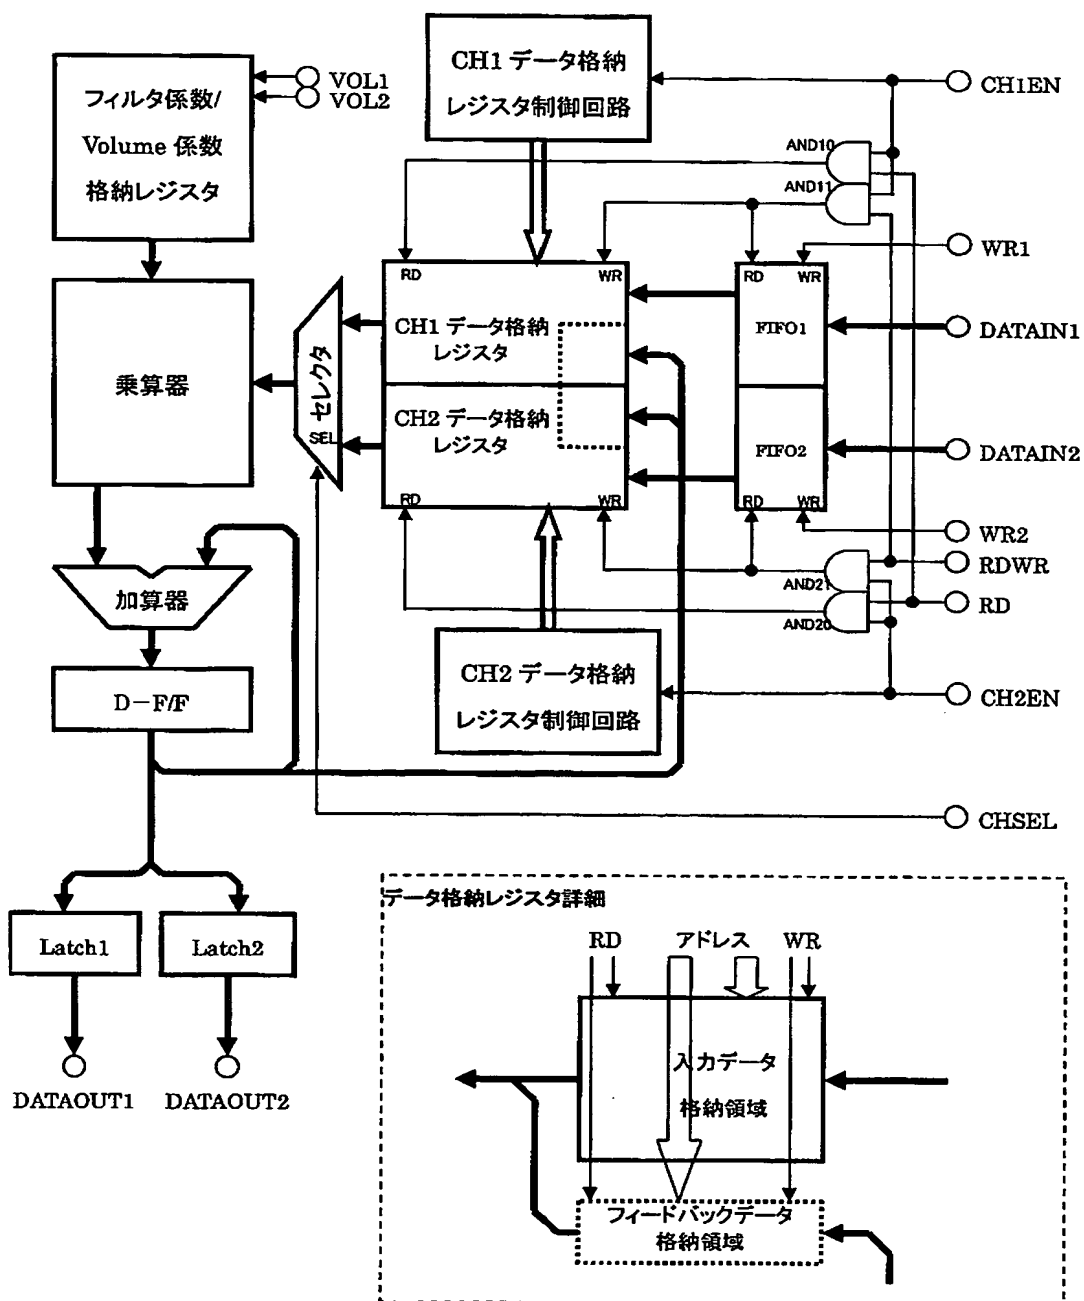 フィルタ係数/
Volume 係数
格納レジスタ
VOL1
VOL2
CH1 データ格納
レジスタ制御回路
CH1EN
AND10
AND11
WR1
RD
WR
RD
WR
乗算器
セレクタ
SEL
CH1 データ格納
レジスタ
FIFO1
DATAIN1
CH2 データ格納
レジスタ
FIFO2
DATAIN2
RD
WR
RD
WR
WR2
RDWR
AND21
RD
AND20
加算器
D－F/F
CH2 データ格納
レジスタ制御回路
CH2EN
CHSEL
Latch1
Latch2
DATAOUT1
DATAOUT2
データ格納レジスタ詳細
RD
アドレス
WR
入力データ
格納領域
フィードバックデータ
格納領域